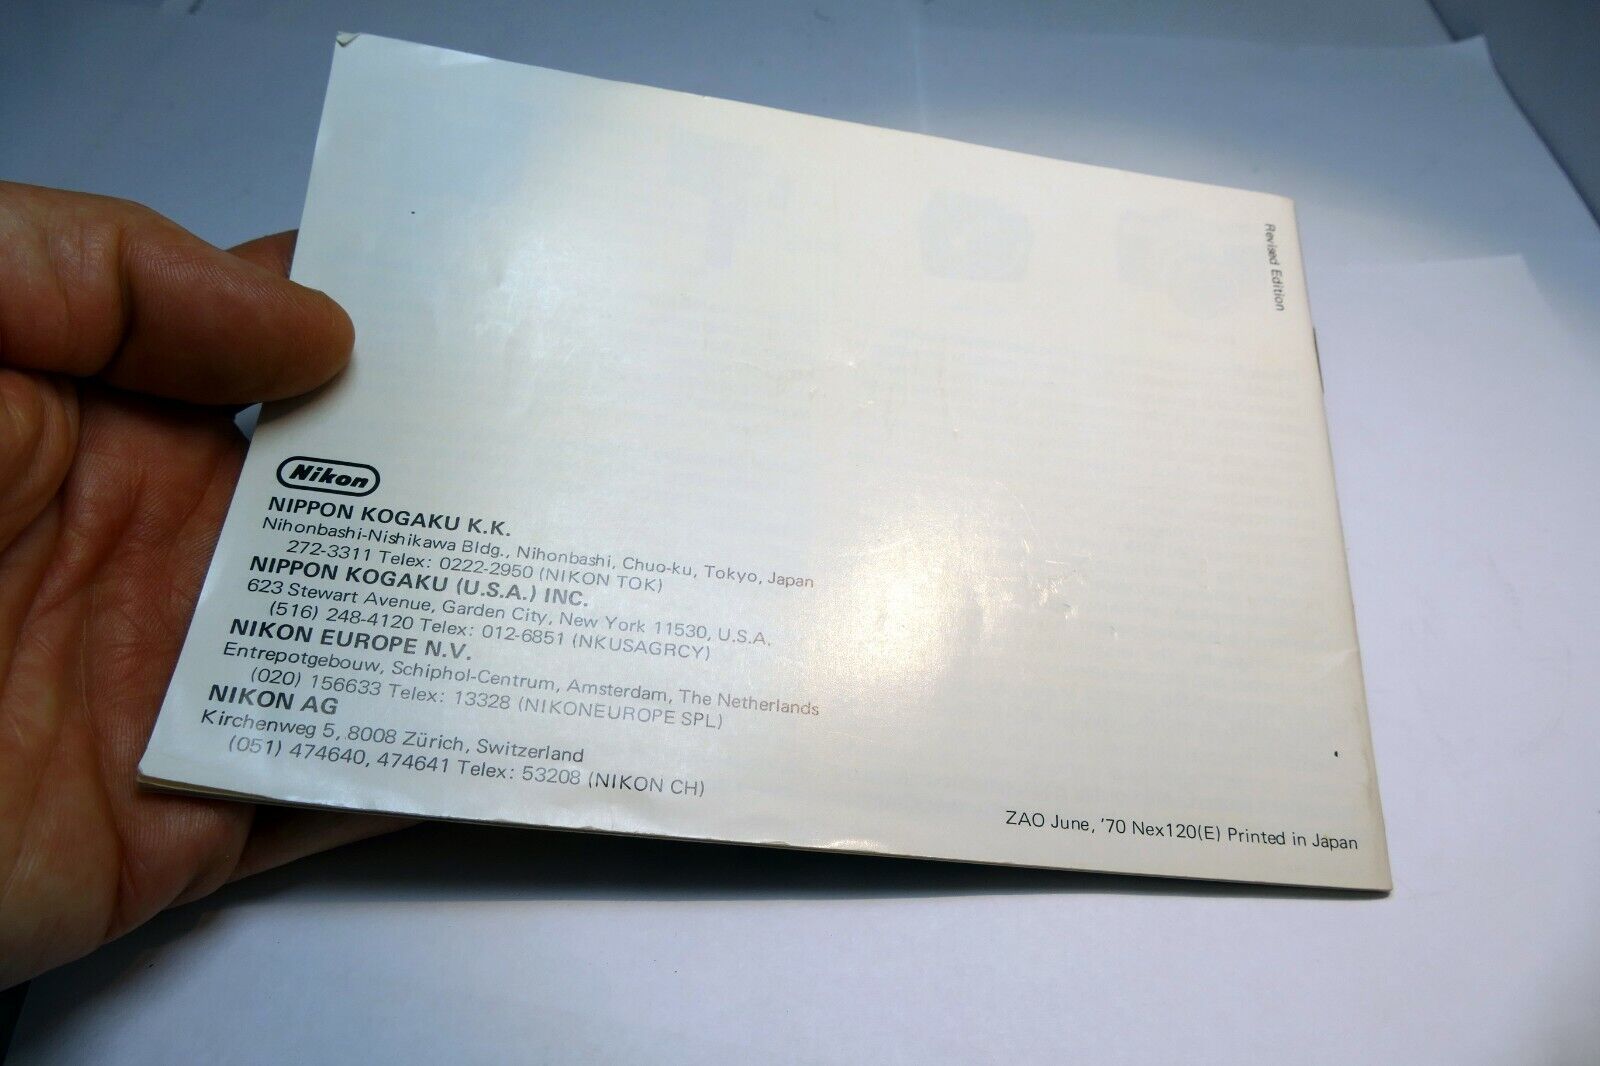 Revised Edition
Nikon
NIPPON KOGAKU K.K.
Nihonbashi-Nishikawa Bldg., Nihonbashi, Chuo-ku, Tokyo, Japan
272-3311 Telex: 0222-2950 (NIKON TOK)
NIPPON KOGAKU (U.S.A.) INC.
623 Stewart Avenue, Garden City, New York 11530, U.S.A.
(516) 248-4120 Telex: 012-6851 (NKUSAGRCY)
NIKON EUROPE N.V.
Entrepotgebouw, Schiphol-Centrum, Amsterdam, The Netherlands
(020) 156633 Telex: 13328 (NIKONEUROPE SPL)
NIKON AG
Kirchenweg 5, 8008 Zürich, Switzerland
(051) 474640, 474641 Telex: 53208 (NIKON CH)
ZAO June, '70 Nex120(E) Printed in Japan